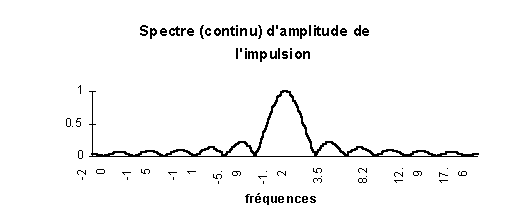 Spectre (continu) d'amplitude de
l'impulsion
1
0.5
0
-2 0 -1 5 -1 1 -5. 9 -1. 2 3.5 8.2 12. 9 17. 6
fréquences